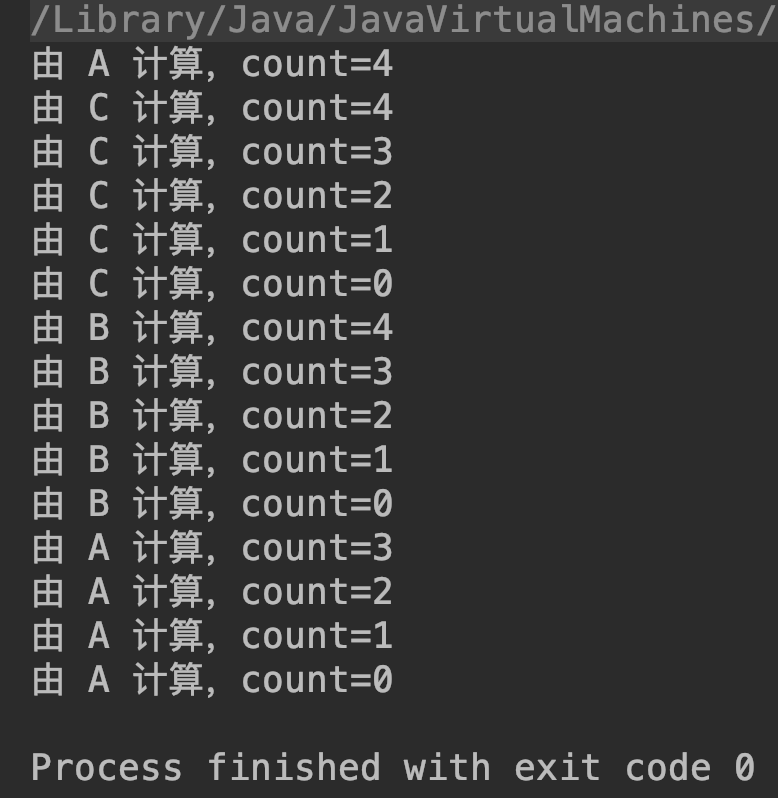 /Library/Java/JavaVirtualMachines/
由 A 计算，count=4
由 C 计算，count=4
由 C 计算，count=3
由 C 计算，count=2
由 C 计算，count=1
由 C 计算，count=0
由 B 计算，count=4
由 B 计算，count=3
由 B 计算，count=2
由 B 计算，count=1
由 B 计算，count=0
由 A 计算，count=3
由 A 计算，count=2
由 A 计算，count=1
由 A 计算，count=0
Process finished with exit code 0